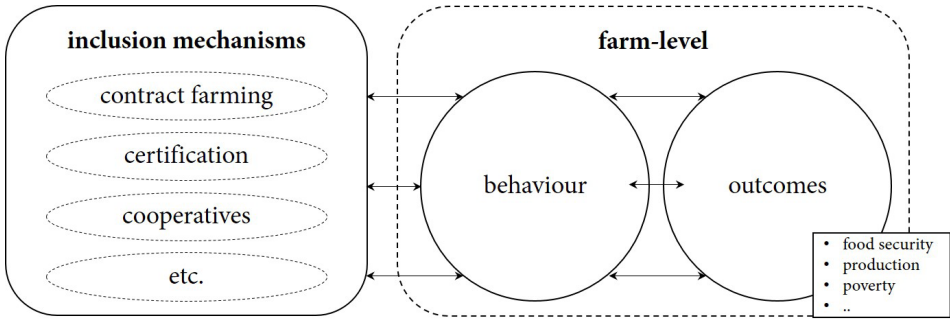 inclusion mechanisms
contract farming
certification
cooperatives
etc.
farm-level
behaviour
outcomes
• food security
• production
• poverty
• ..